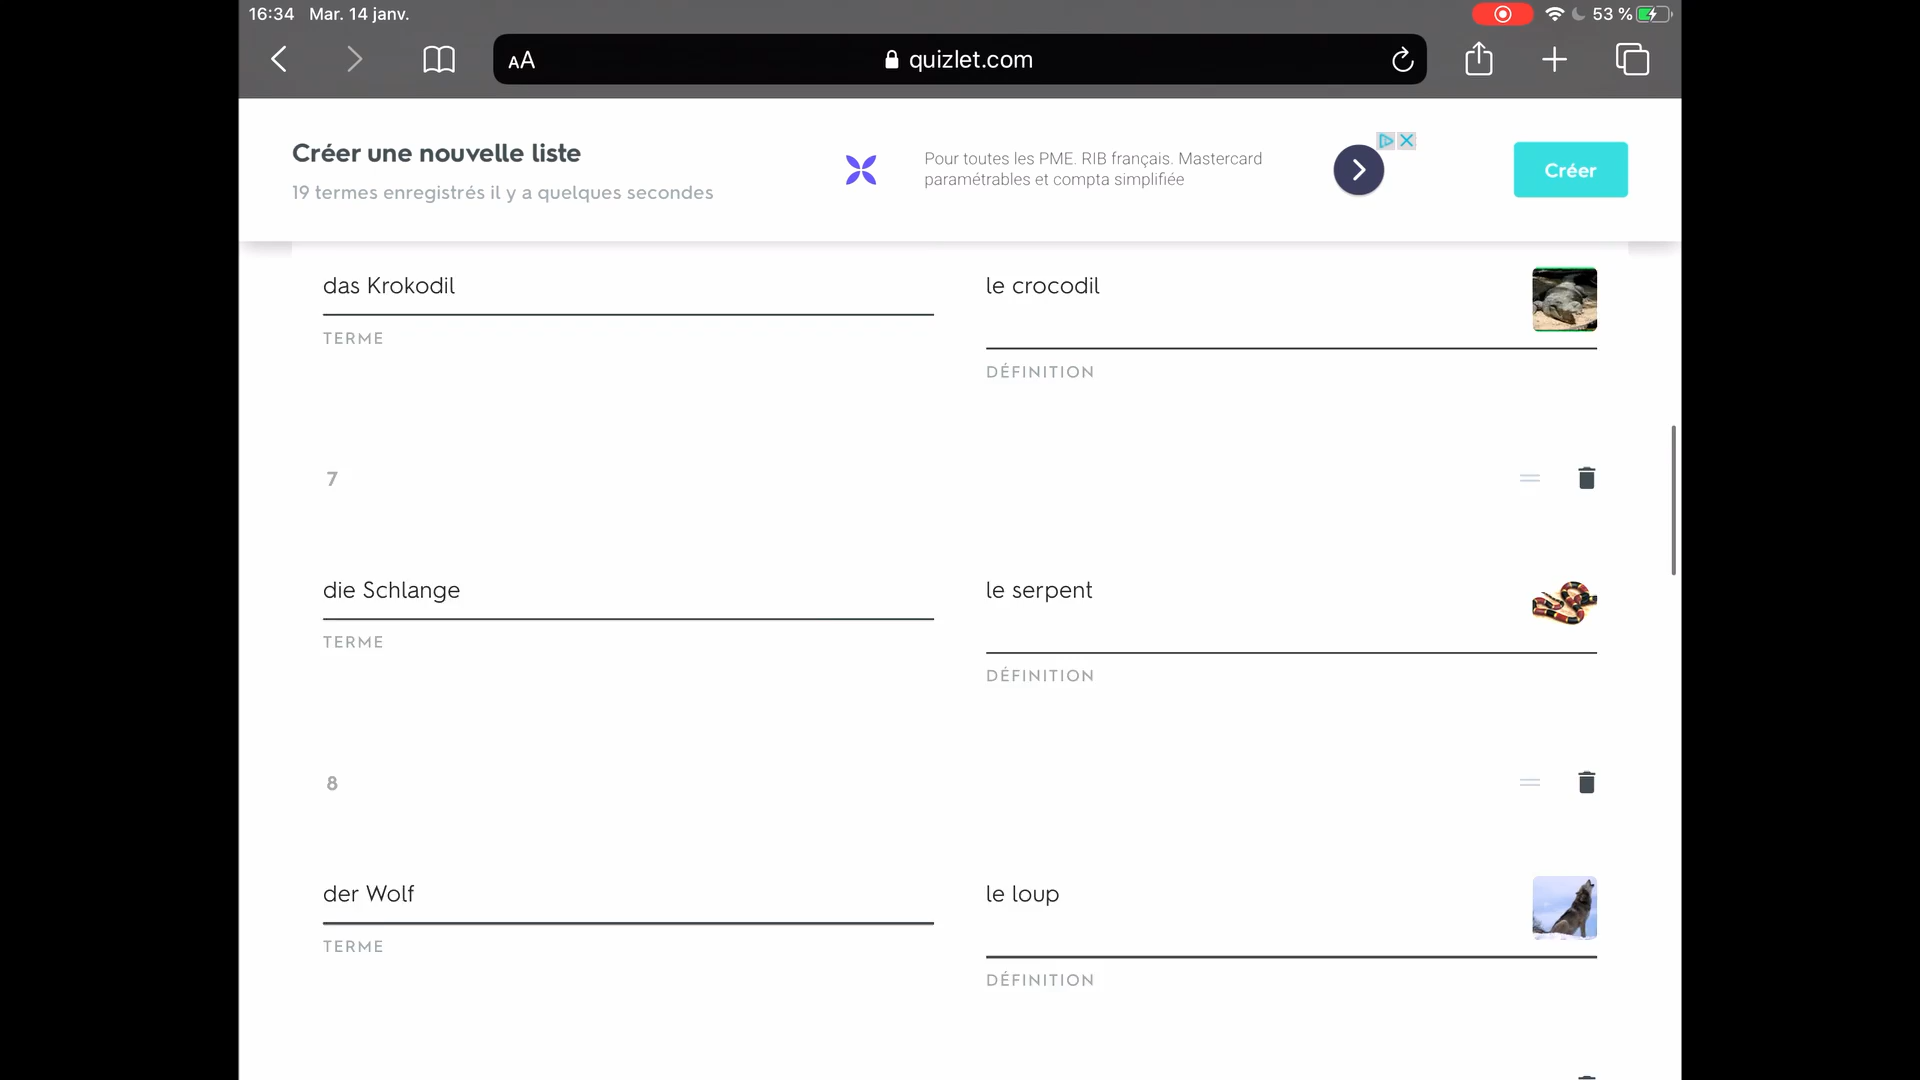 16:34 Mar. 14 janv. 53 %
AA quizlet.com
Créer une nouvelle liste
19 termes enregistrés il y a quelques secondes
Pour toutes les PME. RIB français. Mastercard
paramétrables et compta simplifiée
Créer
das Krokodil
le crocodil
TERME
DÉFINITION
7
die Schlange
le serpent
TERME
DÉFINITION
8
der Wolf
le loup
TERME
DÉFINITION